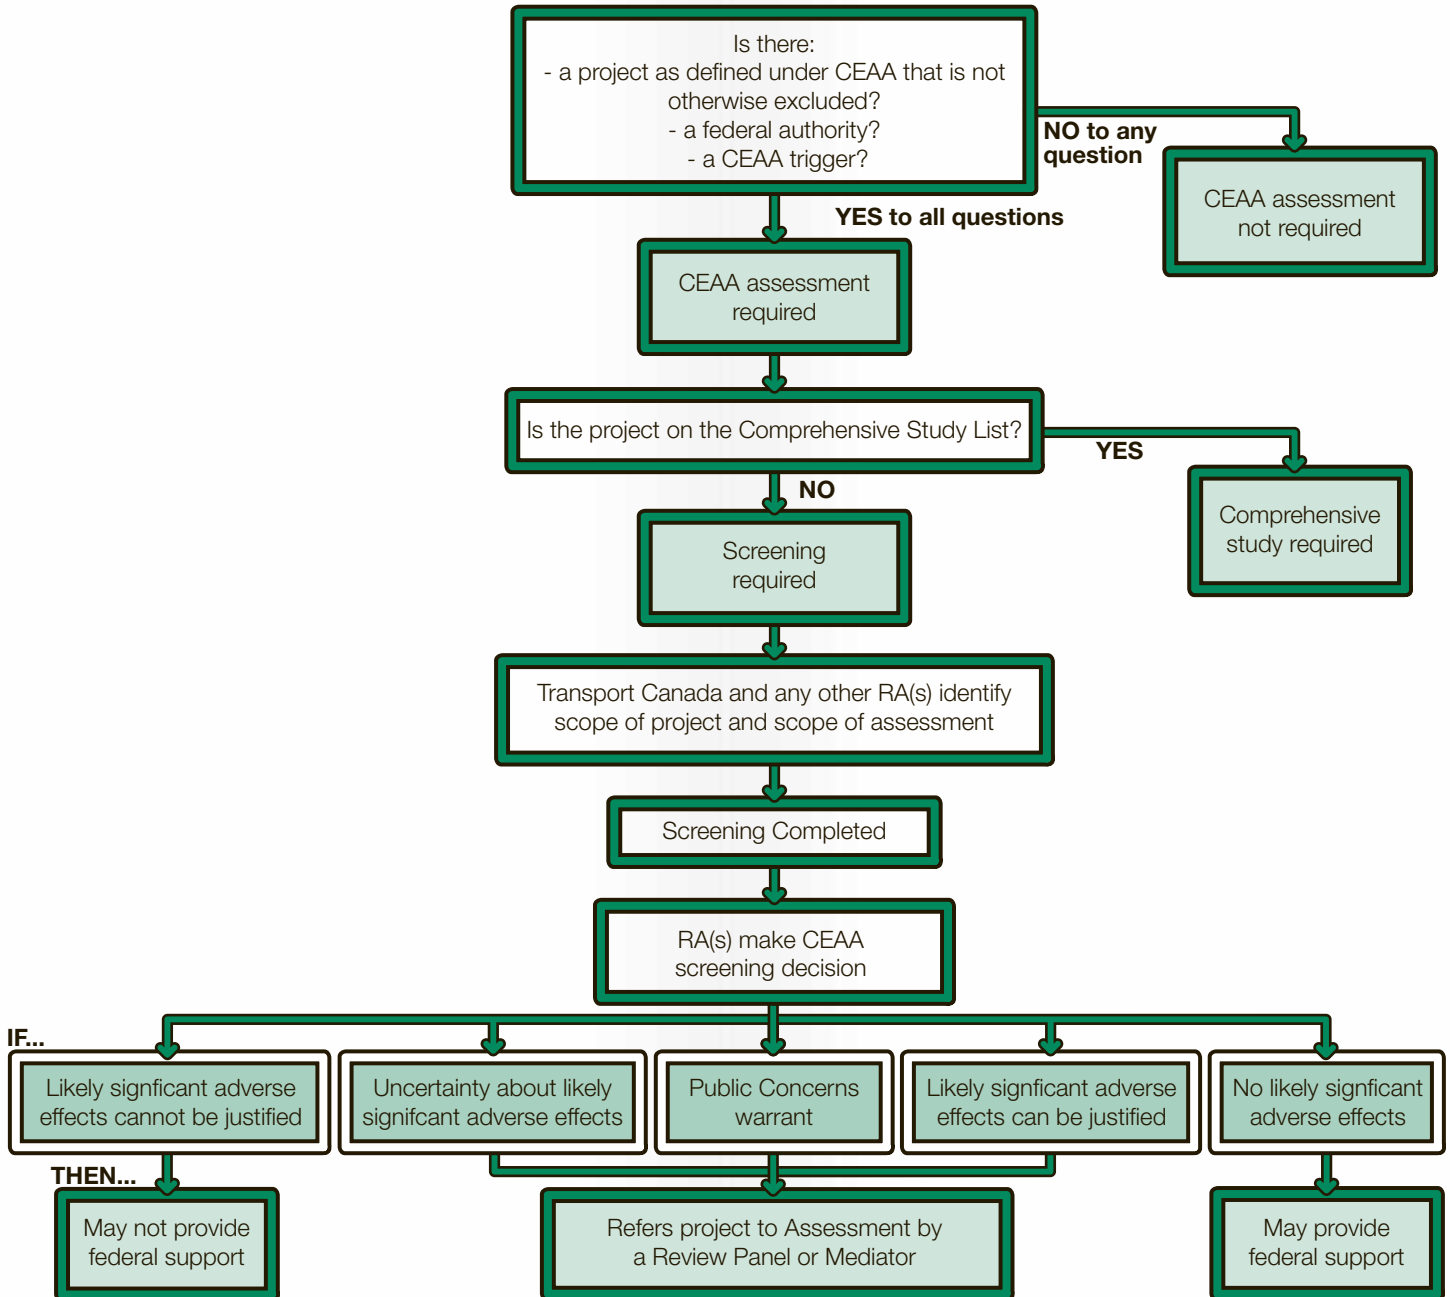 Is there:
- a project as defined under CEAA that is not
otherwise excluded?
- a federal authority?
- a CEAA trigger?
NO to any
question
CEAA assessment
not required
YES to all questions
CEAA assessment
required
Is the project on the Comprehensive Study List?
YES
NO
Comprehensive
study required
Screening
required
Transport Canada and any other RA(s) identify
scope of project and scope of assessment
Screening Completed
RA(s) make CEAA
screening decision
IF...
Likely signficant adverse
effects cannot be justified
Uncertainty about likely
signifcant adverse effects
Public Concerns
warrant
Likely signficant adverse
effects can be justified
No likely signficant
adverse effects
THEN...
May not provide
federal support
Refers project to Assessment by
a Review Panel or Mediator
May provide
federal support